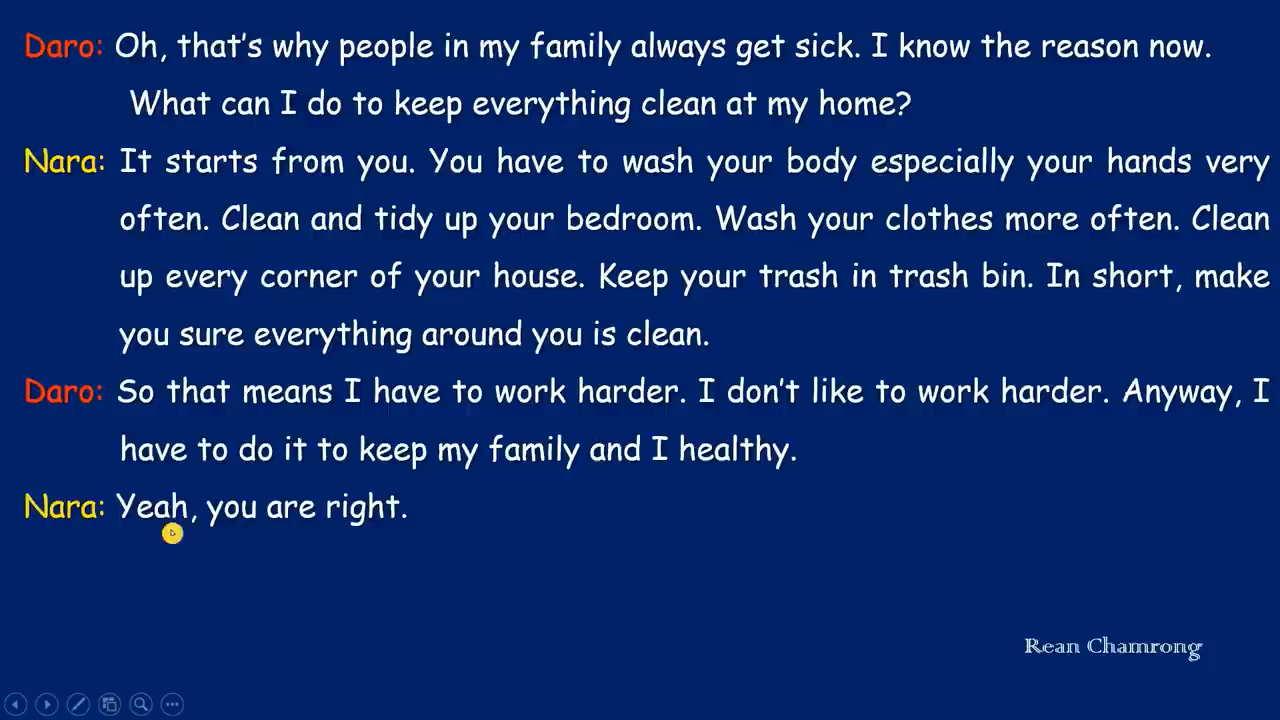 Daro: Oh, that's why people in my family always get sick. I know the reason now.
What can I do to keep everything clean at my home?
Nara: It starts from you. You have to wash your body especially your hands very
often. Clean and tidy up your bedroom. Wash your clothes more often. Clean
up every corner of your house. Keep your trash in trash bin. In short, make
you sure everything around you is clean.
Daro: So that means I have to work harder. I don't like to work harder. Anyway, I
have to do it to keep my family and I healthy.
Nara: Yeah, you are right.
Rean Chamrong